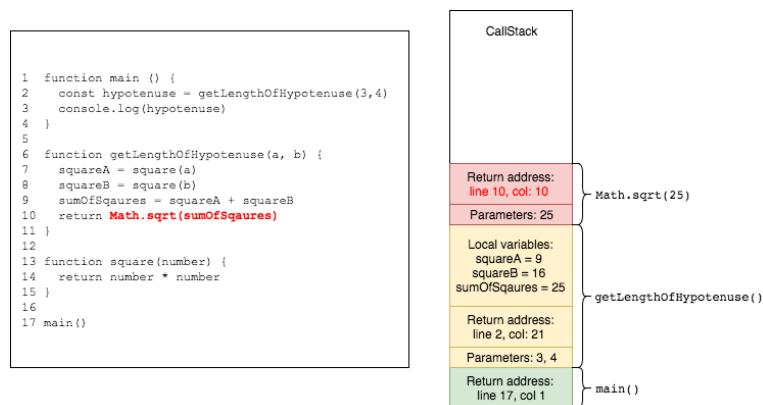 1 function main () {
2 const hypotenuse = getLengthOfHypotenuse(3,4)
3 console.log(hypotenuse)
4 }
5
6 function getLengthOfHypotenuse(a, b) {
7 squareA = square(a)
8 squareB = square(b)
9 sumOfSqaures = squareA + squareB
10 return Math.sqrt(sumOfSqaures)
11 }
12
13 function square(number) {
14 return number * number
15 }
16
17 main()
CallStack
Return address:
line 10, col: 10
Parameters: 25
Math.sqrt(25)
Local variables:
squareA = 9
squareB = 16
sumOfSqaures = 25
Return address:
line 2, col: 21
Parameters: 3, 4
getLengthOfHypotenuse()
Return address:
line 17, col 1
main()